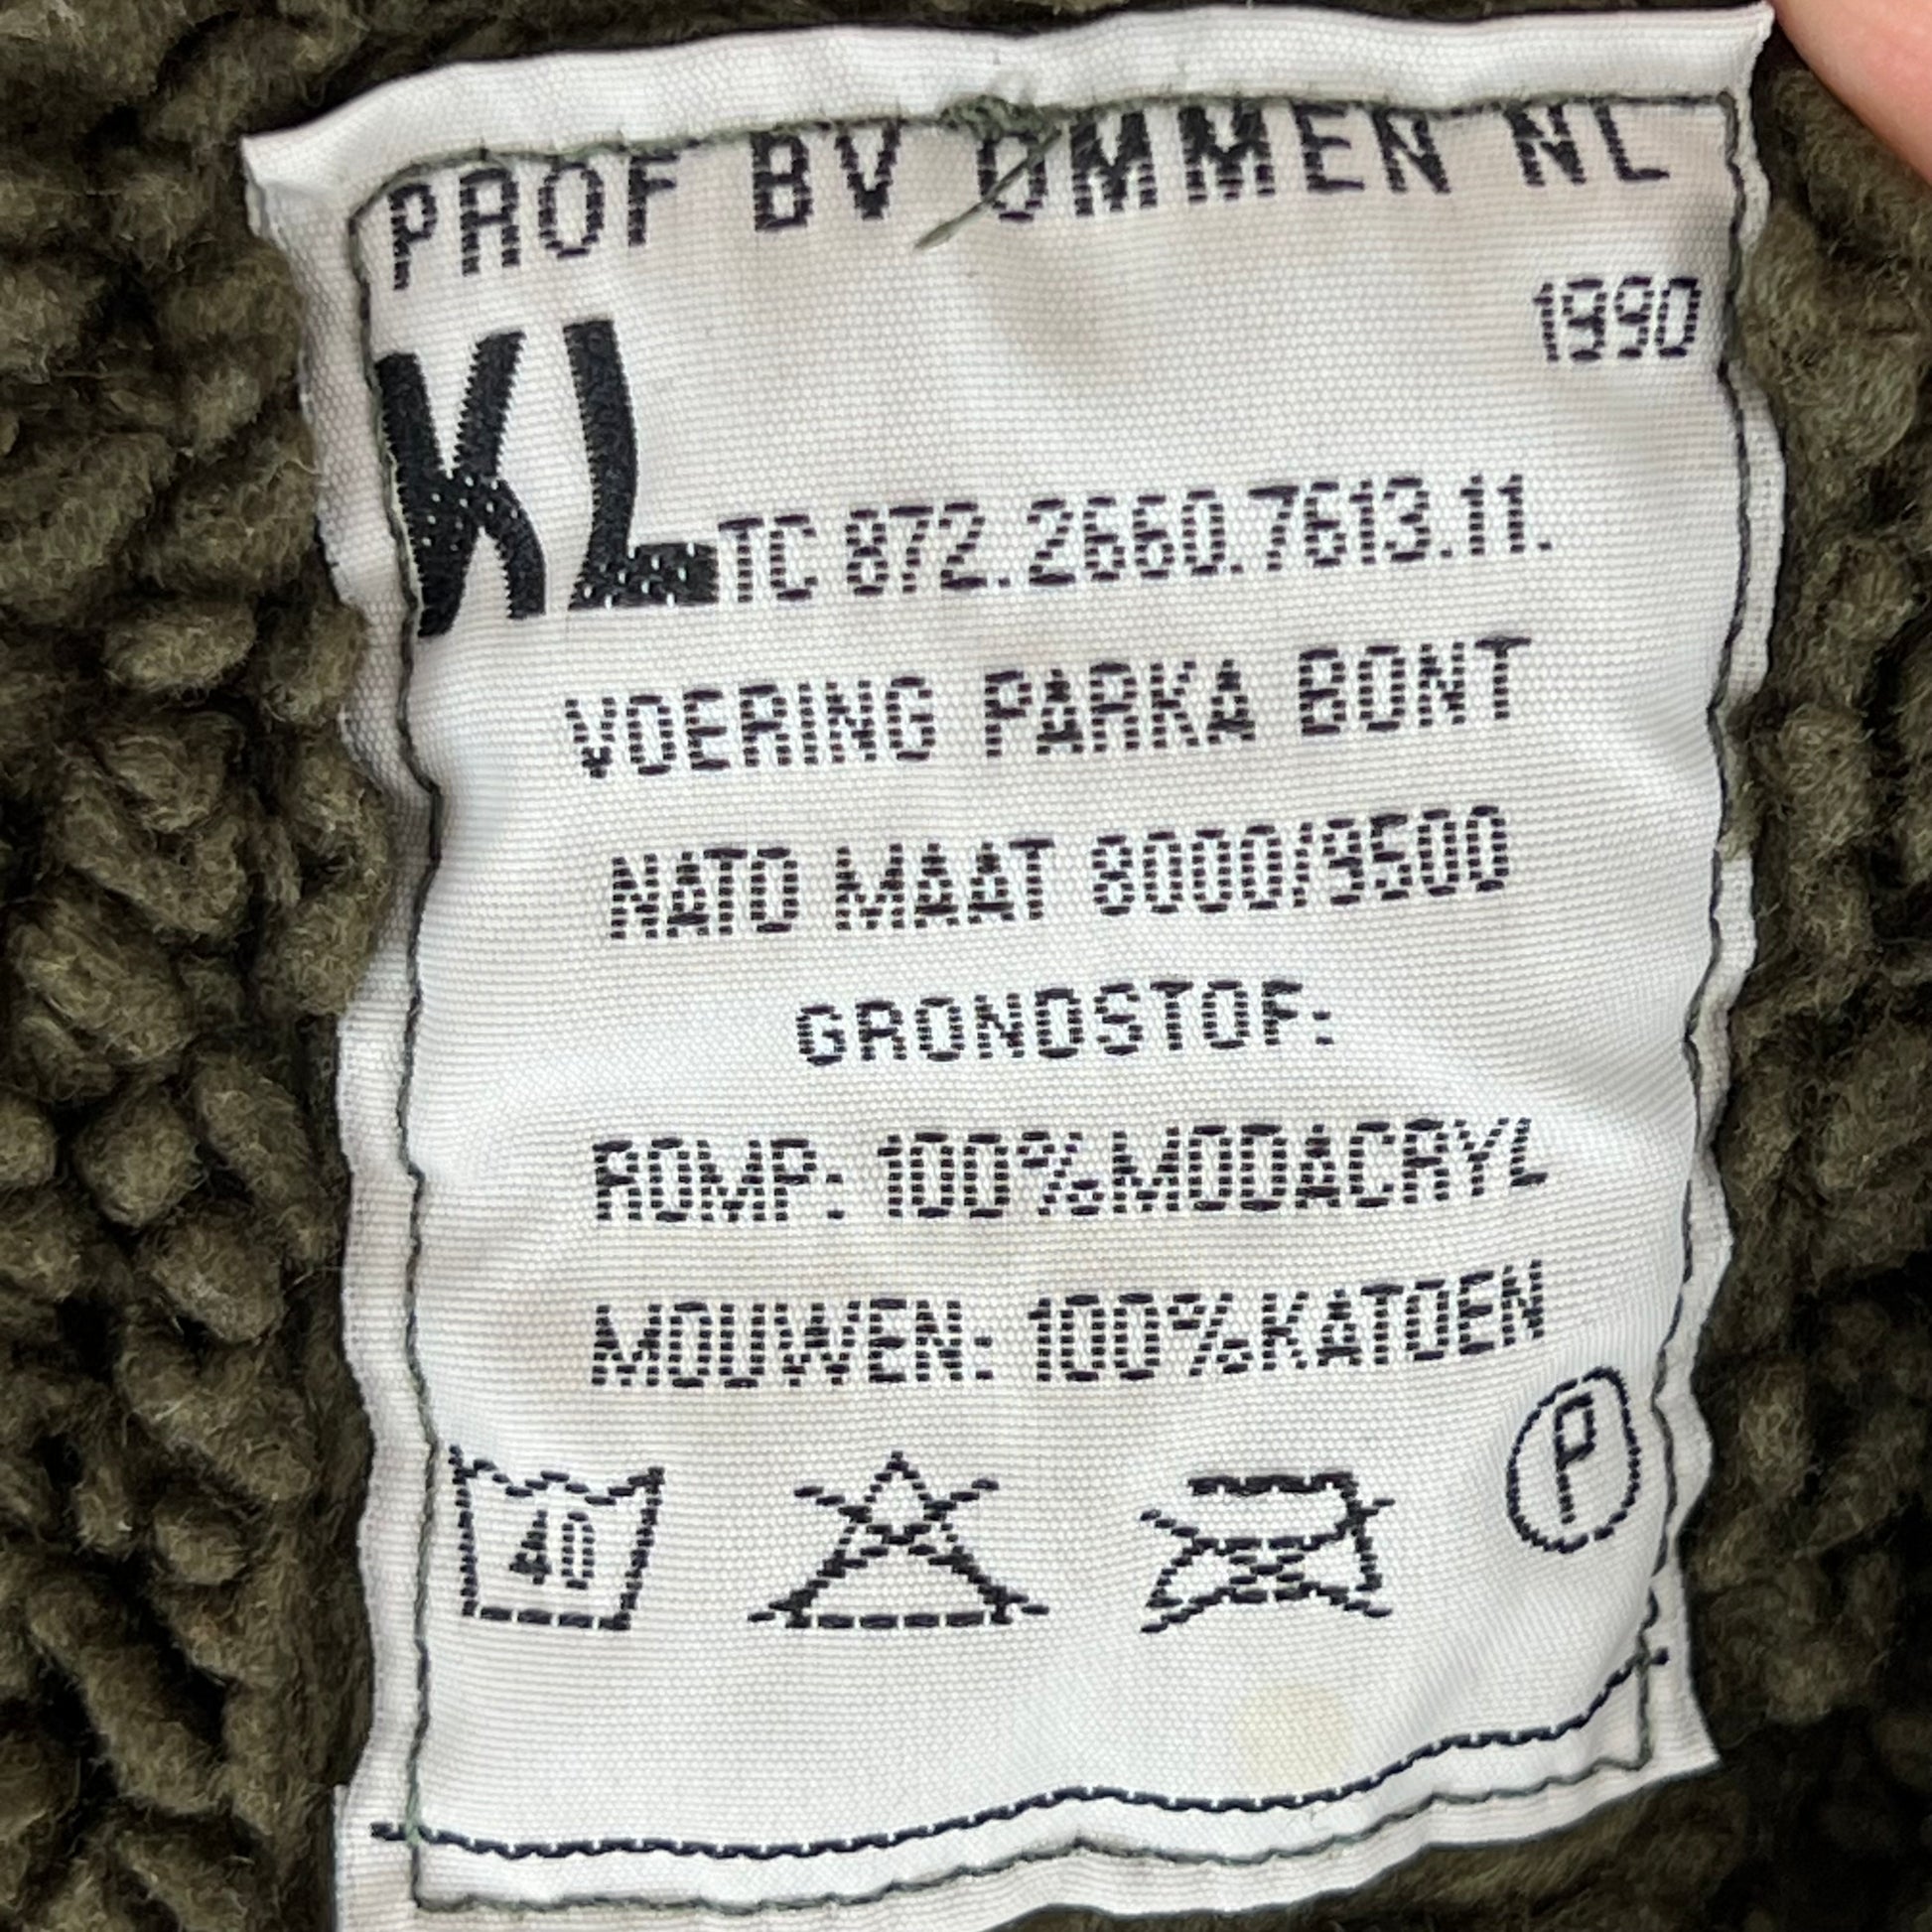 PROF BV OMMEN NL
1990
KL TC 872.2660.7613.11.
VOERING PARKA BONT
NATO MAAT 8000/9500
GRONDSTOF:
ROMP: 100%MODACRYL
MOUWEN: 100%KATOEN
40
P